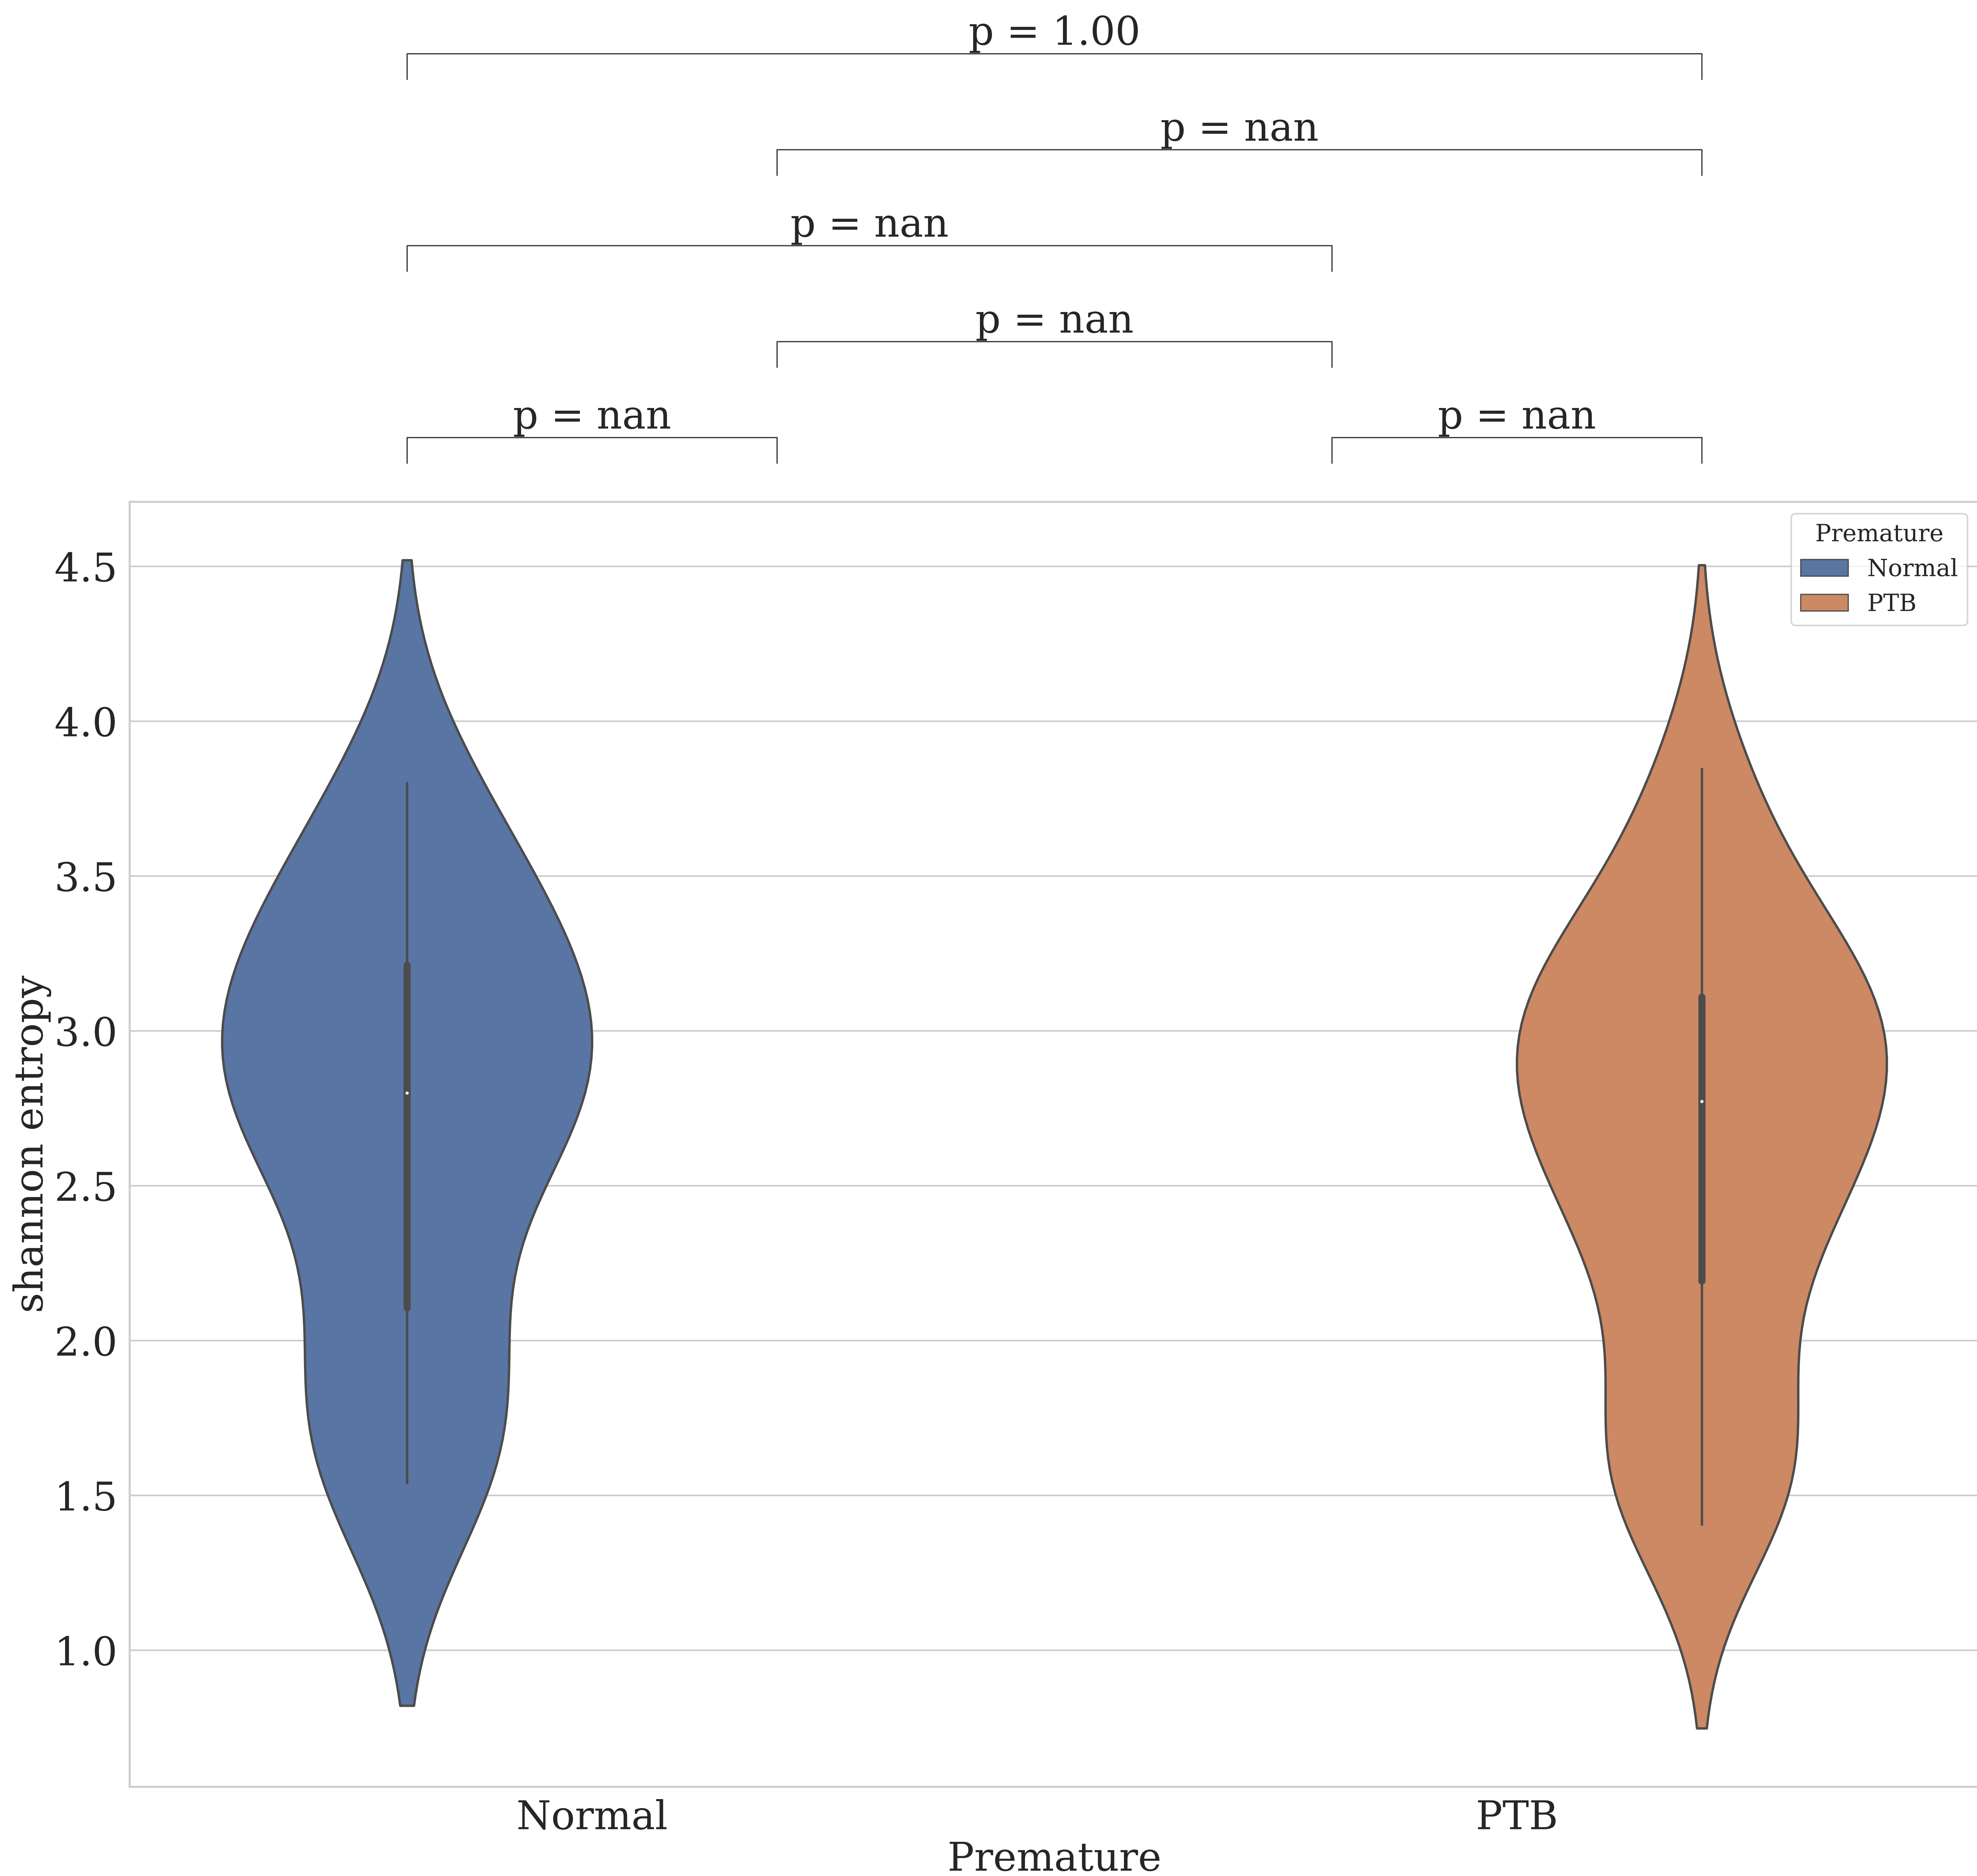 p = 1.00
p = nan
p = nan
p = nan
p = nan
p = nan
Premature
Normal
PTB
4.5
4.0
3.5
3.0
2.5
2.0
1.5
1.0
shannon entropy
Normal
PTB
Premature